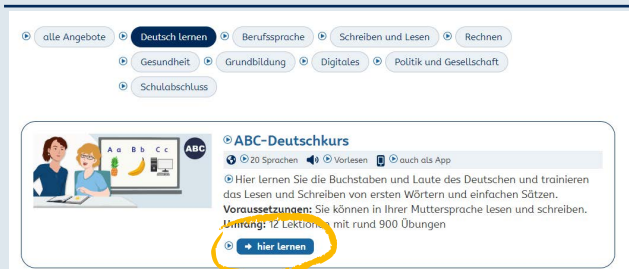 alle Angebote Deutsch lernen Berufssprache Schreiben und Lesen Rechnen
Gesundheit Grundbildung Digitales Politik und Gesellschaft
Schulabschluss
A a B b C c ABC
ABC-Deutschkurs
20 Sprachen Vorlesen auch als App
Hier lernen Sie die Buchstaben und Laute des Deutschen und trainieren
das Lesen und Schreiben von ersten Wörtern und einfachen Sätzen.
Voraussetzungen: Sie können in Ihrer Muttersprache lesen und schreiben.
Umfang: 12 Lektionen mit rund 900 Übungen
hier lernen